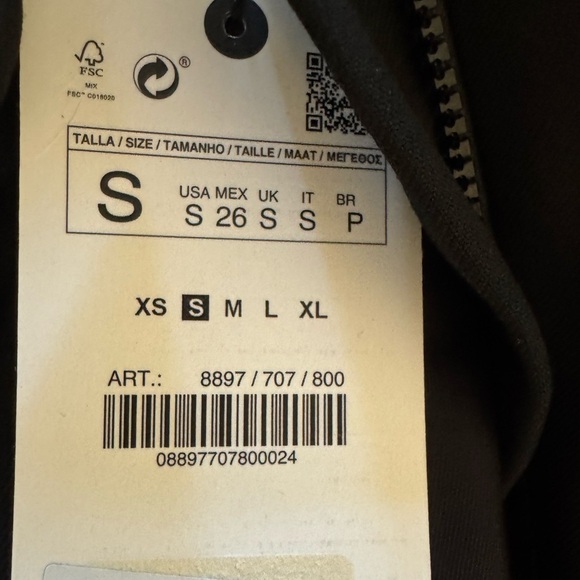 FSC
MIX
®
TALLA / SIZE / TAMANHO / TAILLE / MAAT / ΜΕΓΕΘΟΣ
S
USA MEX UK IT BR
S 26 S S P
XS S M L XL
ART.: 8897 / 707 / 800
08897707800024